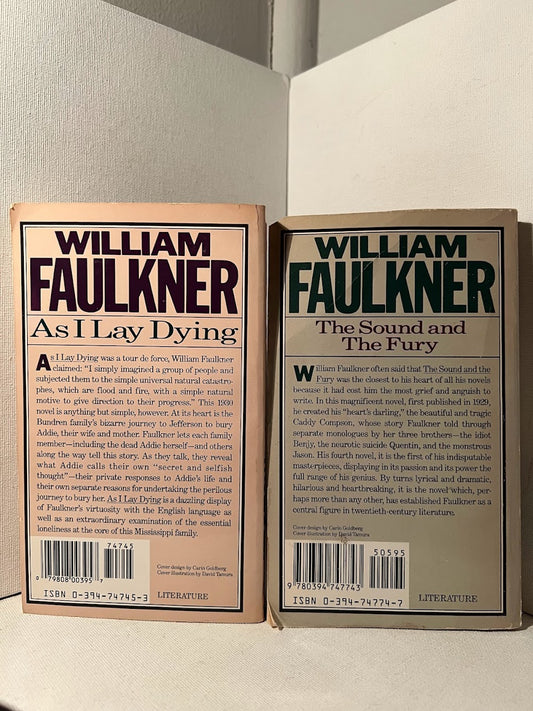 WILLIAM
FAULKNER
As I Lay Dying
As I Lay Dying was a tour de force, William Faulkner
claimed: "I simply imagined a group of people and
subjected them to the simple universal natural catastro-
phes, which are flood and fire, with a simple natural
motive to give direction to their progress." This 1930
novel is anything but simple, however. At its heart is the
Bundren family's bizarre journey to Jefferson to bury
Addie, their wife and mother. Faulkner lets each family
member—including the dead Addie herself—and others
along the way tell this story. As they talk, they reveal
what Addie calls their own "secret and selfish
thought"—their private responses to Addie's life and
their own separate reasons for undertaking the perilous
journey to bury her. As I Lay Dying is a dazzling display
of Faulkner's virtuosity with the English language as
well as an extraordinary examination of the essential
loneliness at the core of this Mississippi family.
74745
Cover design by Carin Goldberg
Cover illustration by David Tamura
9 79808 00395 7
ISBN 0-394-74745-3
LITERATURE
WILLIAM
FAULKNER
The Sound and
The Fury
William Faulkner often said that The Sound and the
Fury was the closest to his heart of all his novels
because it had cost him the most grief and anguish to
write. In this magnificent novel, first published in 1929,
he created his "heart's darling," the beautiful and tragic
Caddy Compson, whose story Faulkner told through
separate monologues by her three brothers—the idiot
Benjy, the neurotic suicide Quentin, and the monstrous
Jason. His fourth novel, it is the first of his indisputable
masterpieces, displaying in its passion and its power the
full range of his genius. By turns lyrical and dramatic,
hilarious and heartbreaking, it is the novel which, per-
haps more than any other, has established Faulkner as a
central figure in twentieth-century literature.
Cover design by Carin Goldberg
Cover illustration by David Tamura
50595
9 780394 747743
ISBN 0-394-74774-7
LITERATURE